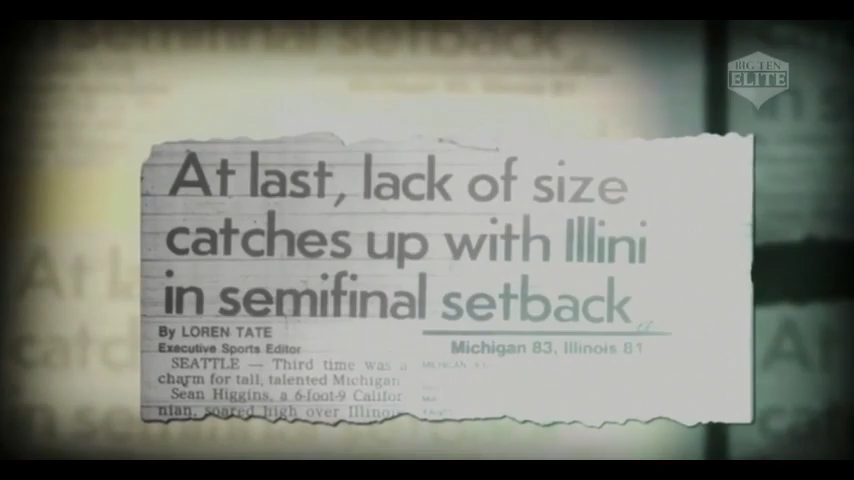 BIG TEN
ELITE
At last, lack of size
catches up with Illini
in semifinal setback
By LOREN TATE
Executive Sports Editor
SEATTLE — Third time was a
charm for tall, talented Michigan
Sean Higgins, a 6-foot-9 Califor
nian, soared high over Illinois
Michigan 83, Illinois 81